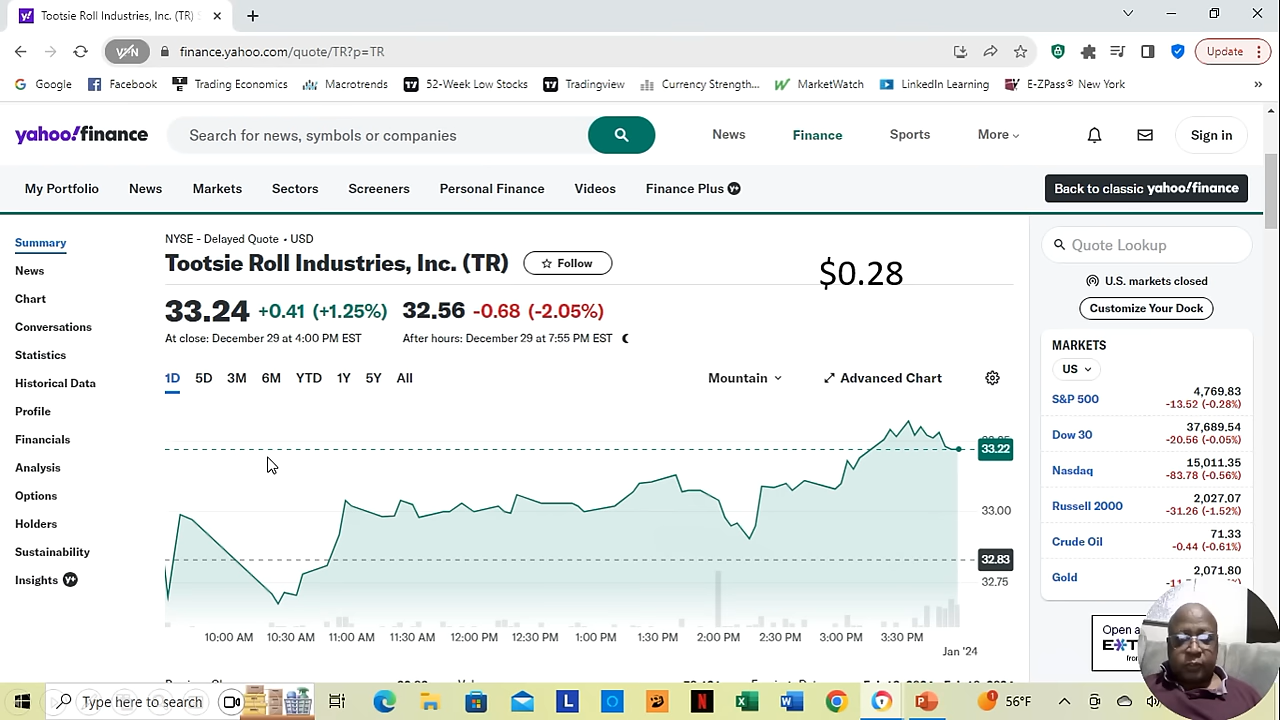 Tootsie Roll Industries, Inc. (TR)
finance.yahoo.com/quote/TR?p=TR
Update
Google Facebook Trading Economics Macrotrends 52-Week Low Stocks Tradingview Currency Strength... MarketWatch LinkedIn Learning E-ZPass® New York »
yahoo!finance Search for news, symbols or companies News Finance Sports More Sign in
My Portfolio News Markets Sectors Screeners Personal Finance Videos Finance Plus Back to classic yahoo!finance
Summary
News
Chart
Conversations
Statistics
Historical Data
Profile
Financials
Analysis
Options
Holders
Sustainability
Insights
NYSE - Delayed Quote • USD
Tootsie Roll Industries, Inc. (TR) Follow
$0.28
33.24 +0.41 (+1.25%) 32.56 -0.68 (-2.05%)
At close: December 29 at 4:00 PM EST After hours: December 29 at 7:55 PM EST
1D 5D 3M 6M YTD 1Y 5Y All Mountain Advanced Chart
33.22
33.00
32.83
32.75
10:00 AM 10:30 AM 11:00 AM 11:30 AM 12:00 PM 12:30 PM 1:00 PM 1:30 PM 2:00 PM 2:30 PM 3:00 PM 3:30 PM
Jan '24
Quote Lookup
U.S. markets closed
Customize Your Dock
MARKETS
US
S&P 500 4,769.83
-13.52 (-0.28%)
Dow 30 37,689.54
-20.56 (-0.05%)
Nasdaq 15,011.35
-83.78 (-0.56%)
Russell 2000 2,027.07
-31.26 (-1.52%)
Crude Oil 71.33
-0.44 (-0.61%)
Gold 2,071.80
Open a
Type here to search
56°F